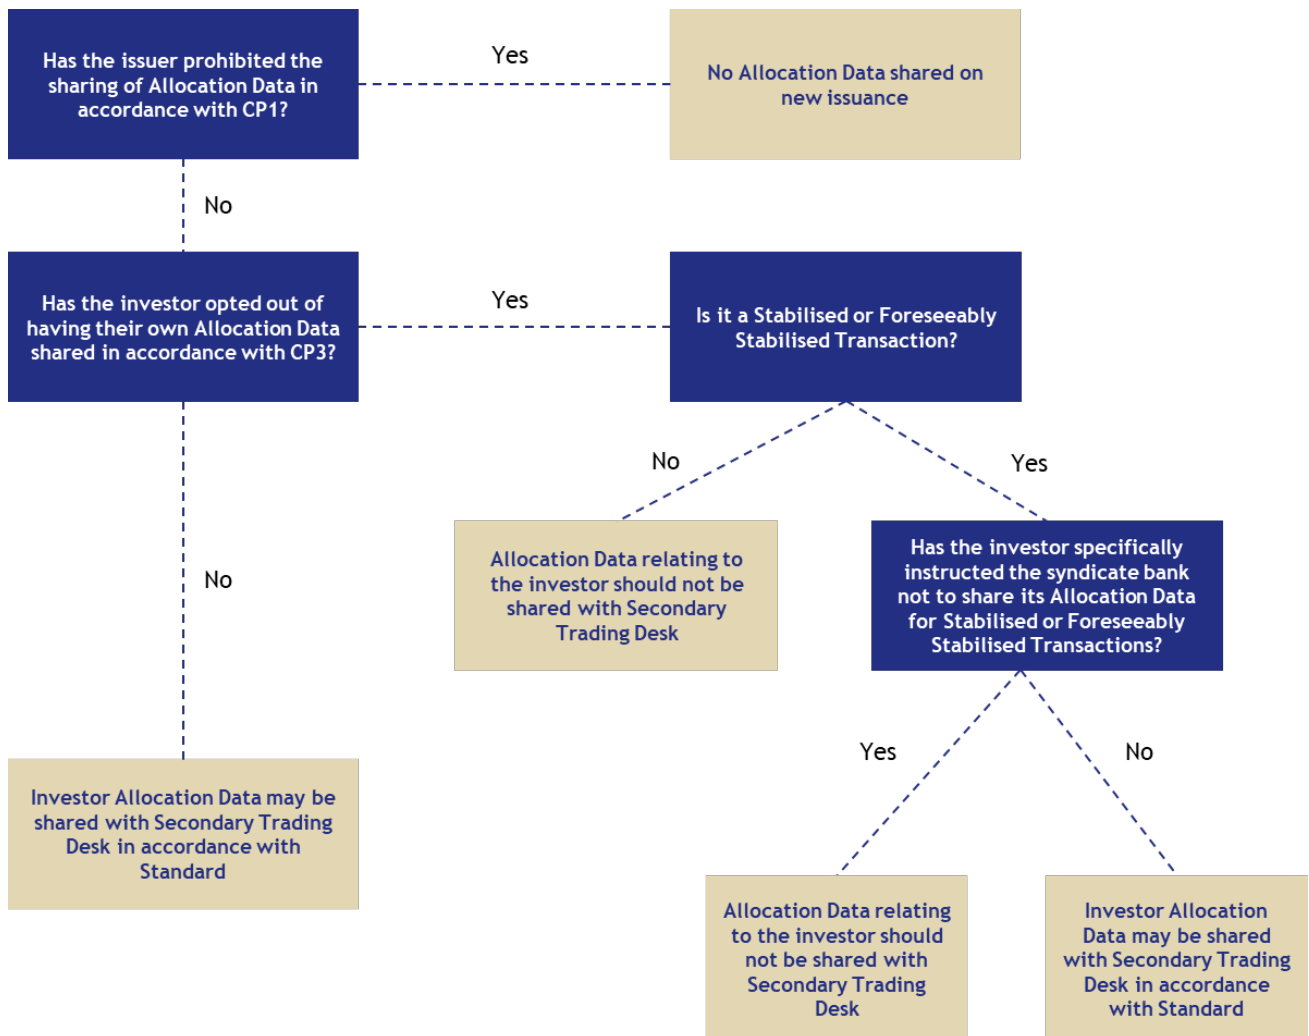 Has the issuer prohibited the
sharing of Allocation Data in
accordance with CP1?
Yes
No Allocation Data shared on
new issuance
No
Has the investor opted out of
having their own Allocation Data
shared in accordance with CP3?
Yes
Is it a Stabilised or Foreseeably
Stabilised Transaction?
No
Yes
Allocation Data relating to
the investor should not be
shared with Secondary
Trading Desk
Has the investor specifically
instructed the syndicate bank
not to share its Allocation Data
for Stabilised or Foreseeably
Stabilised Transactions?
No
Yes
No
Investor Allocation Data may be
shared with Secondary Trading
Desk in accordance with
Standard
Allocation Data relating
to the investor should
not be shared with
Secondary Trading
Desk
Investor Allocation
Data may be shared
with Secondary Trading
Desk in accordance
with Standard